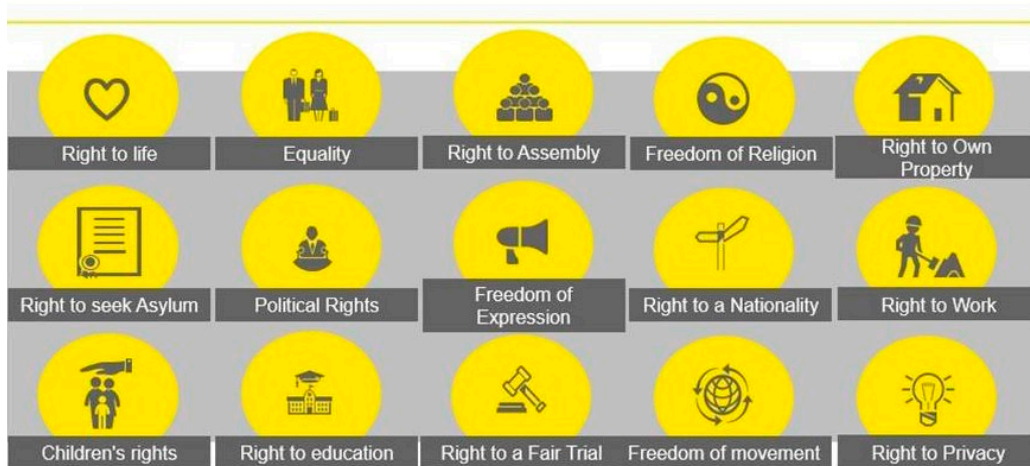 Right to life
Equality
Right to Assembly
Freedom of Religion
Right to Own
Property
Right to seek Asylum
Political Rights
Freedom of
Expression
Right to a Nationality
Right to Work
Children's rights
Right to education
Right to a Fair Trial
Freedom of movement
Right to Privacy